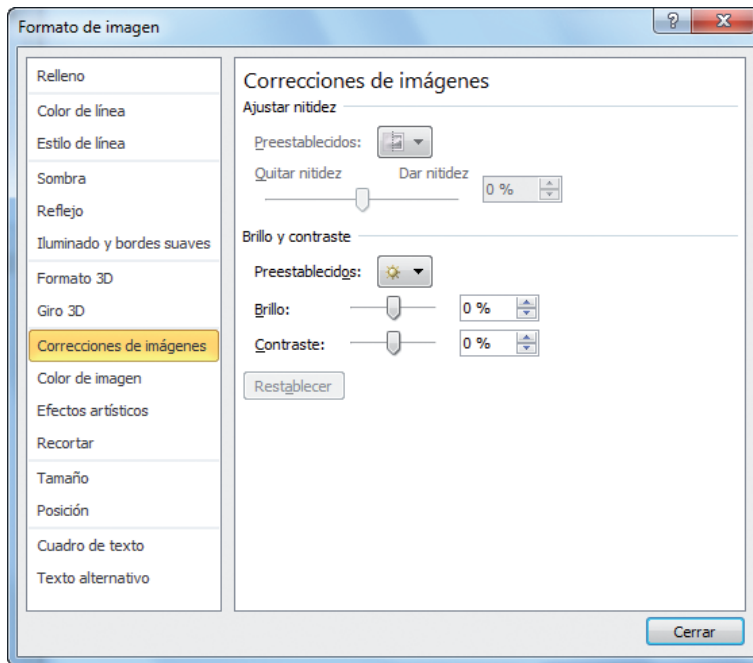 Formato de imagen
?
Relleno
Color de línea
Estilo de línea
Sombra
Reflejo
Iluminado y bordes suaves
Formato 3D
Giro 3D
Correcciones de imágenes
Color de imagen
Efectos artísticos
Recortar
Tamaño
Posición
Cuadro de texto
Texto alternativo
Correcciones de imágenes
Ajustar nitidez
Preestablecidos:
Quitar nitidez Dar nitidez
0 %
Brillo y contraste
Preestablecidos:
Brillo: 0 %
Contraste: 0 %
Restablecer
Cerrar